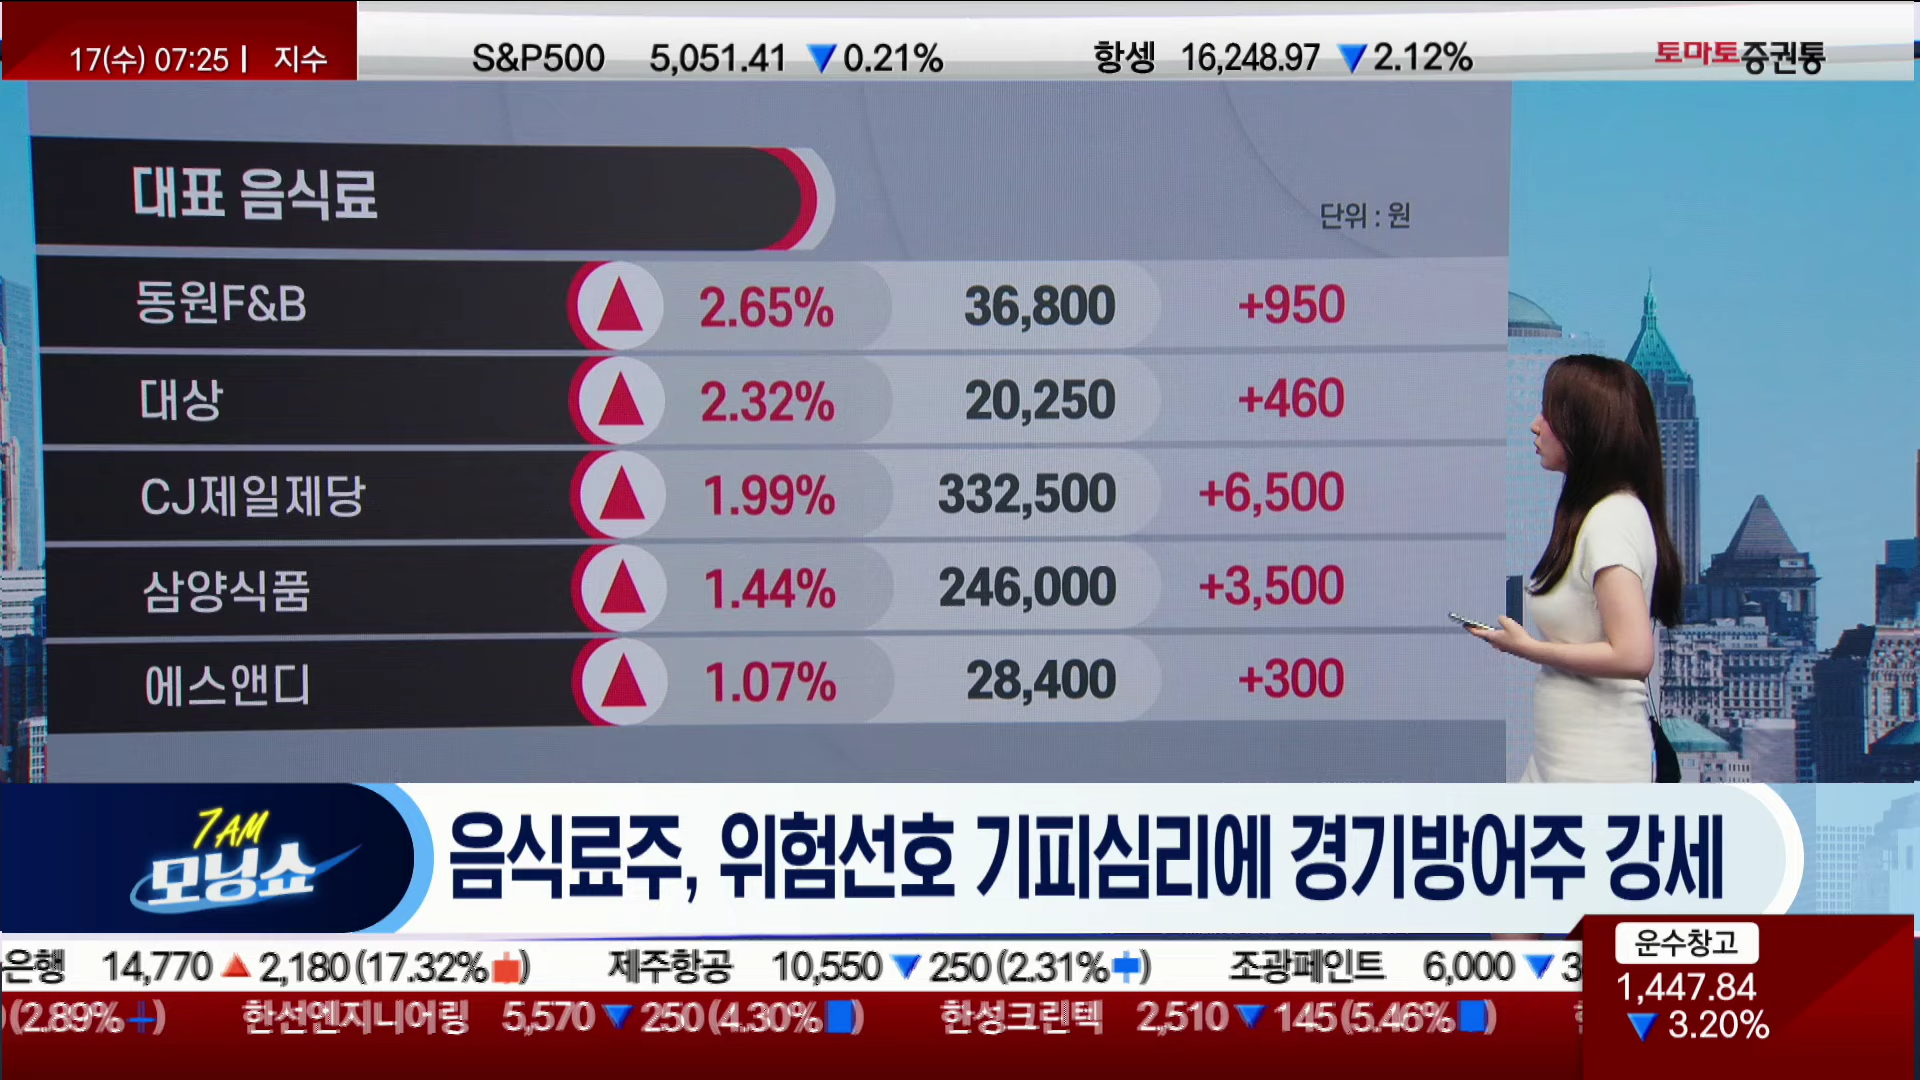 17(수) 07:25 | 지수
S&P500 5,051.41 ▼0.21% 항셍 16,248.97 ▼2.12%
토마토증권통
대표 음식료
단위 : 원
동원F&B ▲ 2.65% 36,800 +950
대상 ▲ 2.32% 20,250 +460
CJ제일제당 ▲ 1.99% 332,500 +6,500
삼양식품 ▲ 1.44% 246,000 +3,500
에스앤디 ▲ 1.07% 28,400 +300
7AM
모닝쇼
음식료주, 위험선호 기피심리에 경기방어주 강세
은행 14,770 ▲ 2,180 (17.32%) 제주항공 10,550 ▼ 250 (2.31%) 조광페인트 6,000 ▼ 3
(2.89%) 한선엔지니어링 5,570 ▼ 250 (4.30%) 한성크린텍 2,510 ▼ 145 (5.46%)
운수창고
1,447.84
▼ 3.20%